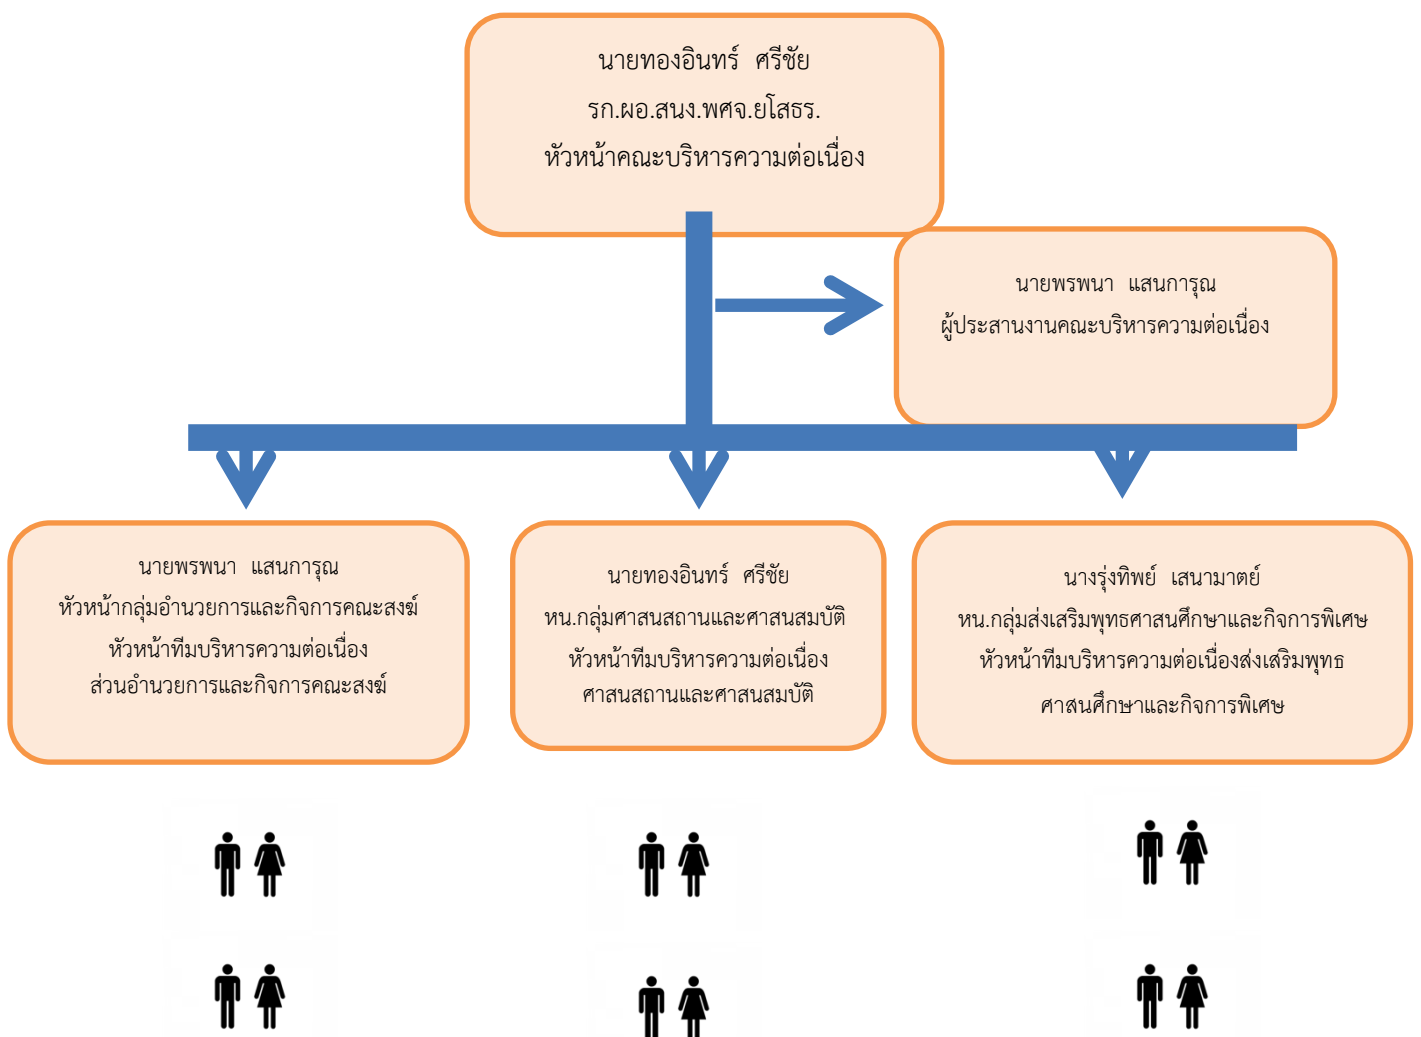 นายทองอินทร์ ศรีชัย
รก.ผอ.สนง.พศจ.ยโสธร.
หัวหน้าคณะบริหารความต่อเนื่อง
นายพรพนา แสนการุณ
ผู้ประสานงานคณะบริหารความต่อเนื่อง
นายพรพนา แสนการุณ
หัวหน้ากลุ่มอำนวยการและกิจการคณะสงฆ์
หัวหน้าทีมบริหารความต่อเนื่อง
ส่วนอำนวยการและกิจการคณะสงฆ์
นายทองอินทร์ ศรีชัย
หน.กลุ่มศาสนสถานและศาสนสมบัติ
หัวหน้าทีมบริหารความต่อเนื่อง
ศาสนสถานและศาสนสมบัติ
นางรุ่งทิพย์ เสนามาตย์
หน.กลุ่มส่งเสริมพุทธศาสนศึกษาและกิจการพิเศษ
หัวหน้าทีมบริหารความต่อเนื่องส่งเสริมพุทธ
ศาสนศึกษาและกิจการพิเศษ